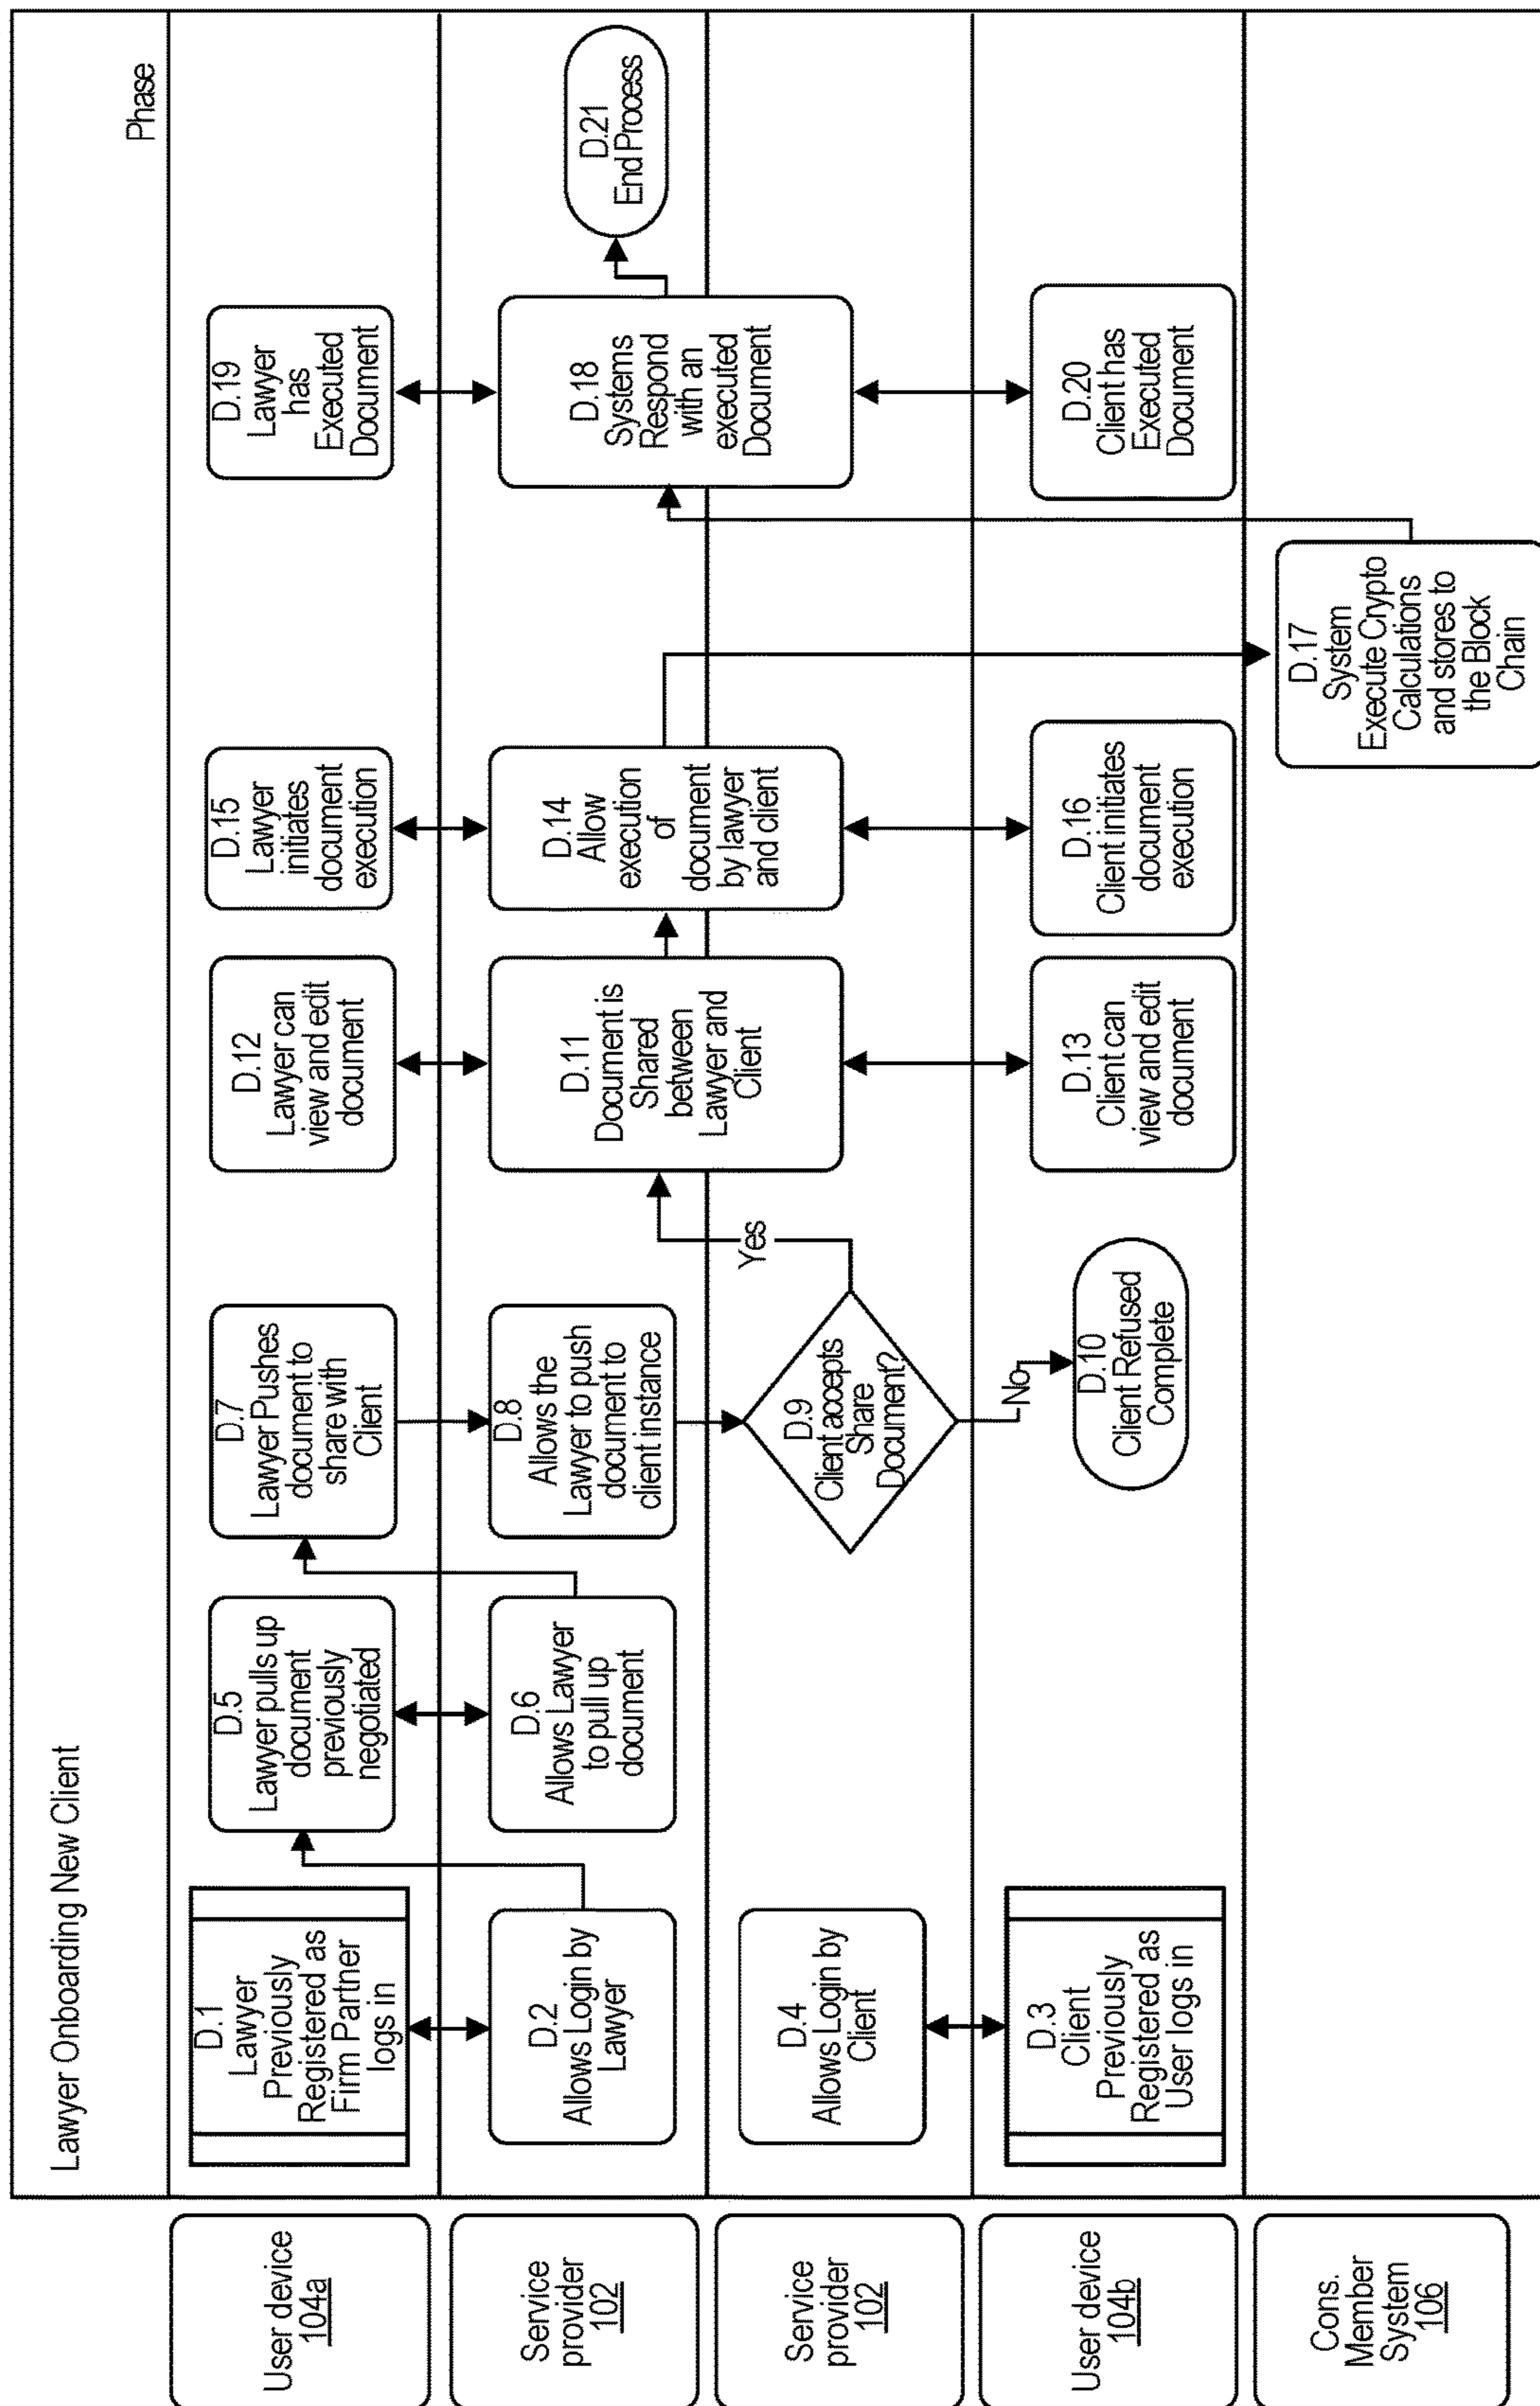 Lawyer Onboarding New Client
Phase
User device
104a
D.1
Lawyer
Previously
Registered as
Firm Partner
logs in
D.5
Lawyer pulls up
document
previously
negotiated
D.7
Lawyer Pushes
document to
share with
Client
D.12
Lawyer can
view and edit
document
D.15
Lawyer
initiates
document
execution
D.19
Lawyer
has
Executed
Document
Service
provider
102
D.2
Allows Login by
Lawyer
D.6
Allows Lawyer
to pull up
document
D.8
Allows the
Lawyer to push
document to
client instance
D.11
Document is
Shared
between
Lawyer and
Client
D.14
Allow
execution
of
document
by lawyer
and client
D.18
Systems
Respond
with an
executed
Document
D.21
End Process
Service
provider
102
D.4
Allows Login by
Client
D.9
Client accepts
Share
Document?
Yes
No
User device
104b
D.3
Client
Previously
Registered as
User logs in
D.10
Client Refused
Complete
D.13
Client can
view and edit
document
D.16
Client initiates
document
execution
D.20
Client has
Executed
Document
Cons.
Member
System
106
D.17
System
Execute Crypto
Calculations
and stores to
the Block
Chain